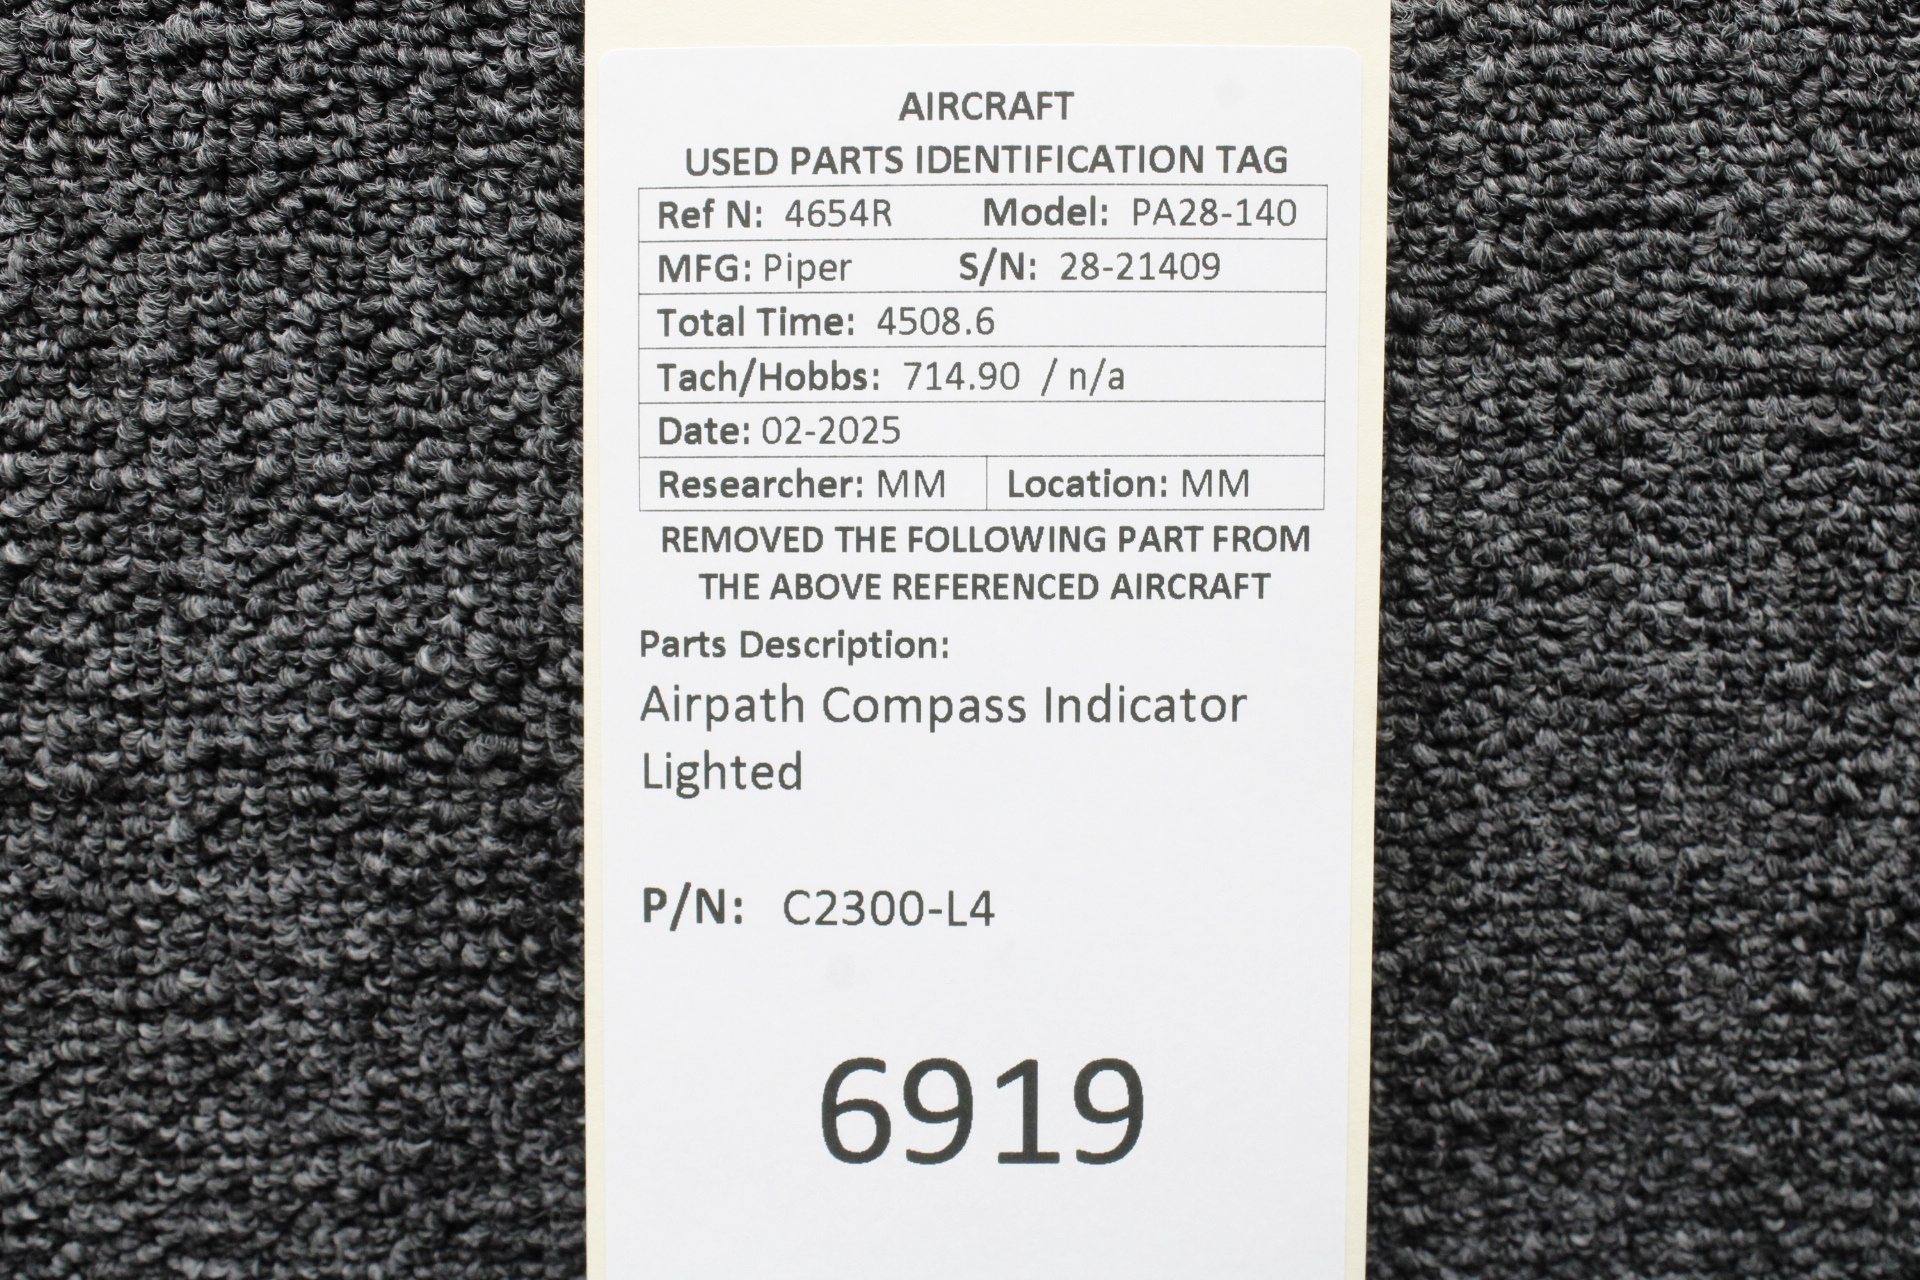 AIRCRAFT
USED PARTS IDENTIFICATION TAG
Ref N: 4654R Model: PA28-140
MFG: Piper S/N: 28-21409
Total Time: 4508.6
Tach/Hobbs: 714.90 / n/a
Date: 02-2025
Researcher: MM Location: MM
REMOVED THE FOLLOWING PART FROM
THE ABOVE REFERENCED AIRCRAFT
Parts Description:
Airpath Compass Indicator
Lighted
P/N: C2300-L4
6919